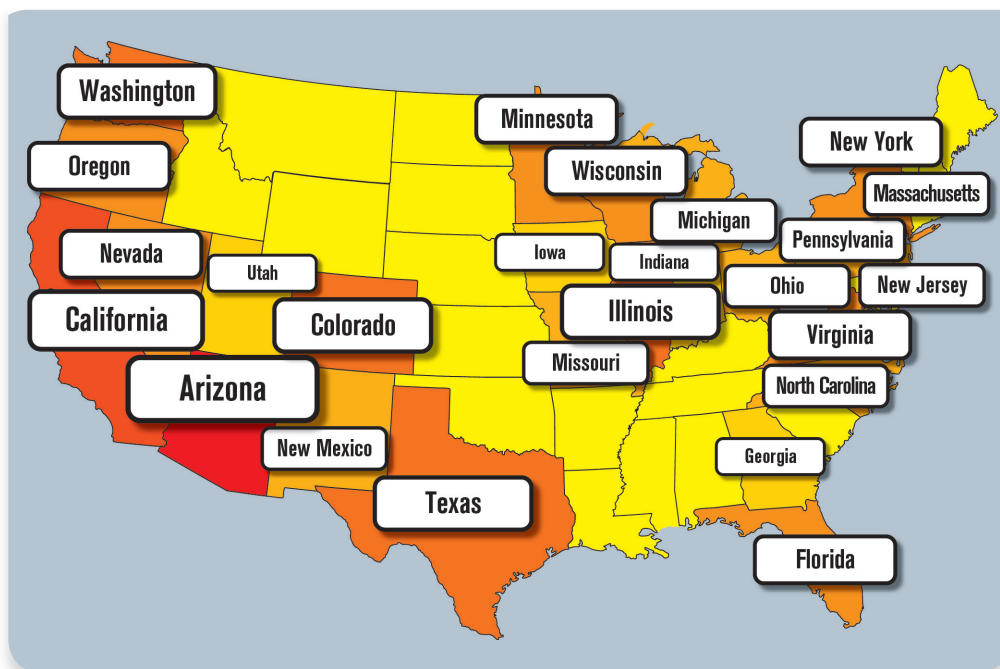 Washington
Minnesota
New York
Oregon
Wisconsin
Massachusetts
Michigan
Pennsylvania
Nevada
Iowa
Indiana
Utah
Ohio
New Jersey
California
Colorado
Illinois
Virginia
Missouri
Arizona
North Carolina
New Mexico
Georgia
Texas
Florida